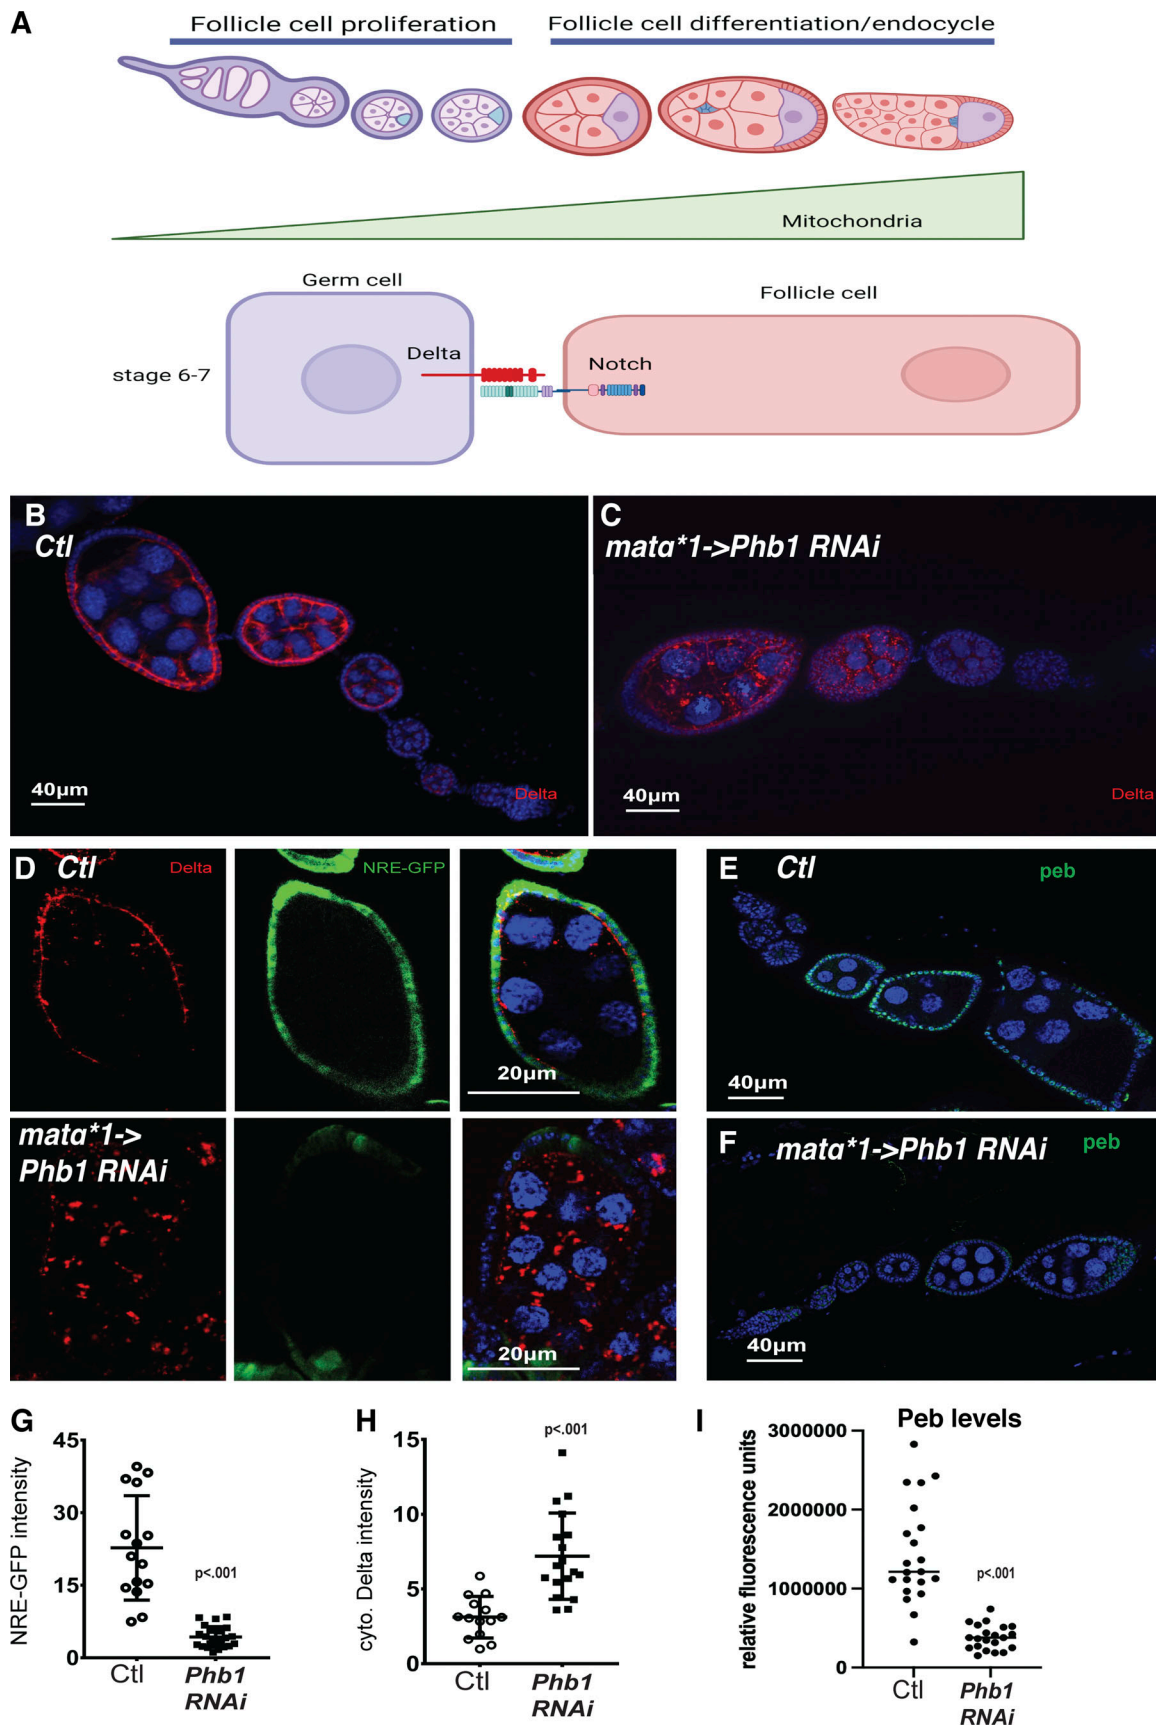 A
Follicle cell proliferation
Follicle cell differentiation/endocycle
Mitochondria
Germ cell
Follicle cell
stage 6-7
Delta
Notch
B
Ctl
40µm
Delta
C
matα*1->Phb1 RNAi
40µm
Delta
D
Ctl
Delta
NRE-GFP
20µm
matα*1->
Phb1 RNAi
20µm
E
Ctl
peb
40µm
F
matα*1->Phb1 RNAi
peb
40µm
G
NRE-GFP intensity
45
30
15
0
p<.001
Ctl
Phb1
RNAi
H
cyto. Delta intensity
15
10
5
0
p<.001
Ctl
Phb1
RNAi
I
Peb levels
relative fluorescence units
3000000
2000000
1000000
0
p<.001
Ctl
Phb1
RNAi